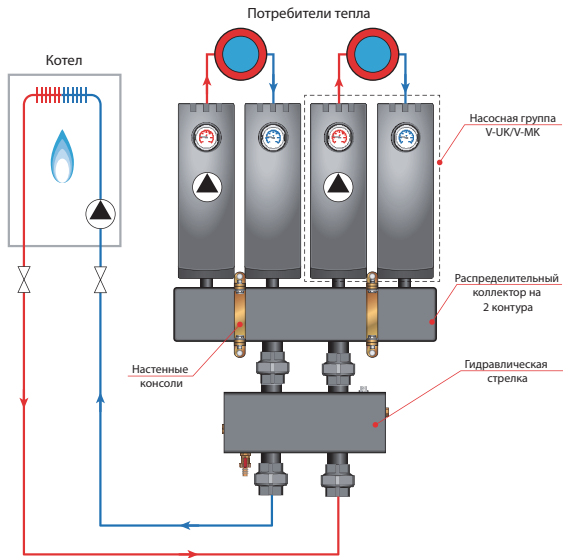 Потребители тепла
Котел
Насосная группа
V-UK/V-MK
Распределительный
коллектор на
2 контура
Настенные
консоли
Гидравлическая
стрелка